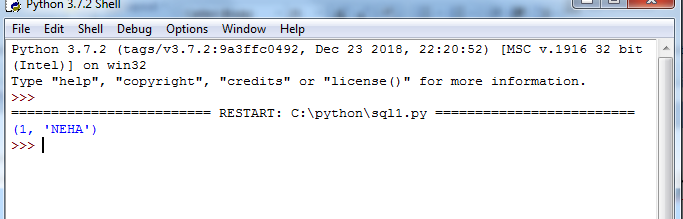 Python 3.7.2 Shell
File Edit Shell Debug Options Window Help
Python 3.7.2 (tags/v3.7.2:9a3ffc0492, Dec 23 2018, 22:20:52) [MSC v.1916 32 bit
(Intel)] on win32
Type "help", "copyright", "credits" or "license()" for more information.
>>>
========================= RESTART: C:\python\sql1.py =========================
(1, 'NEHA')
>>>